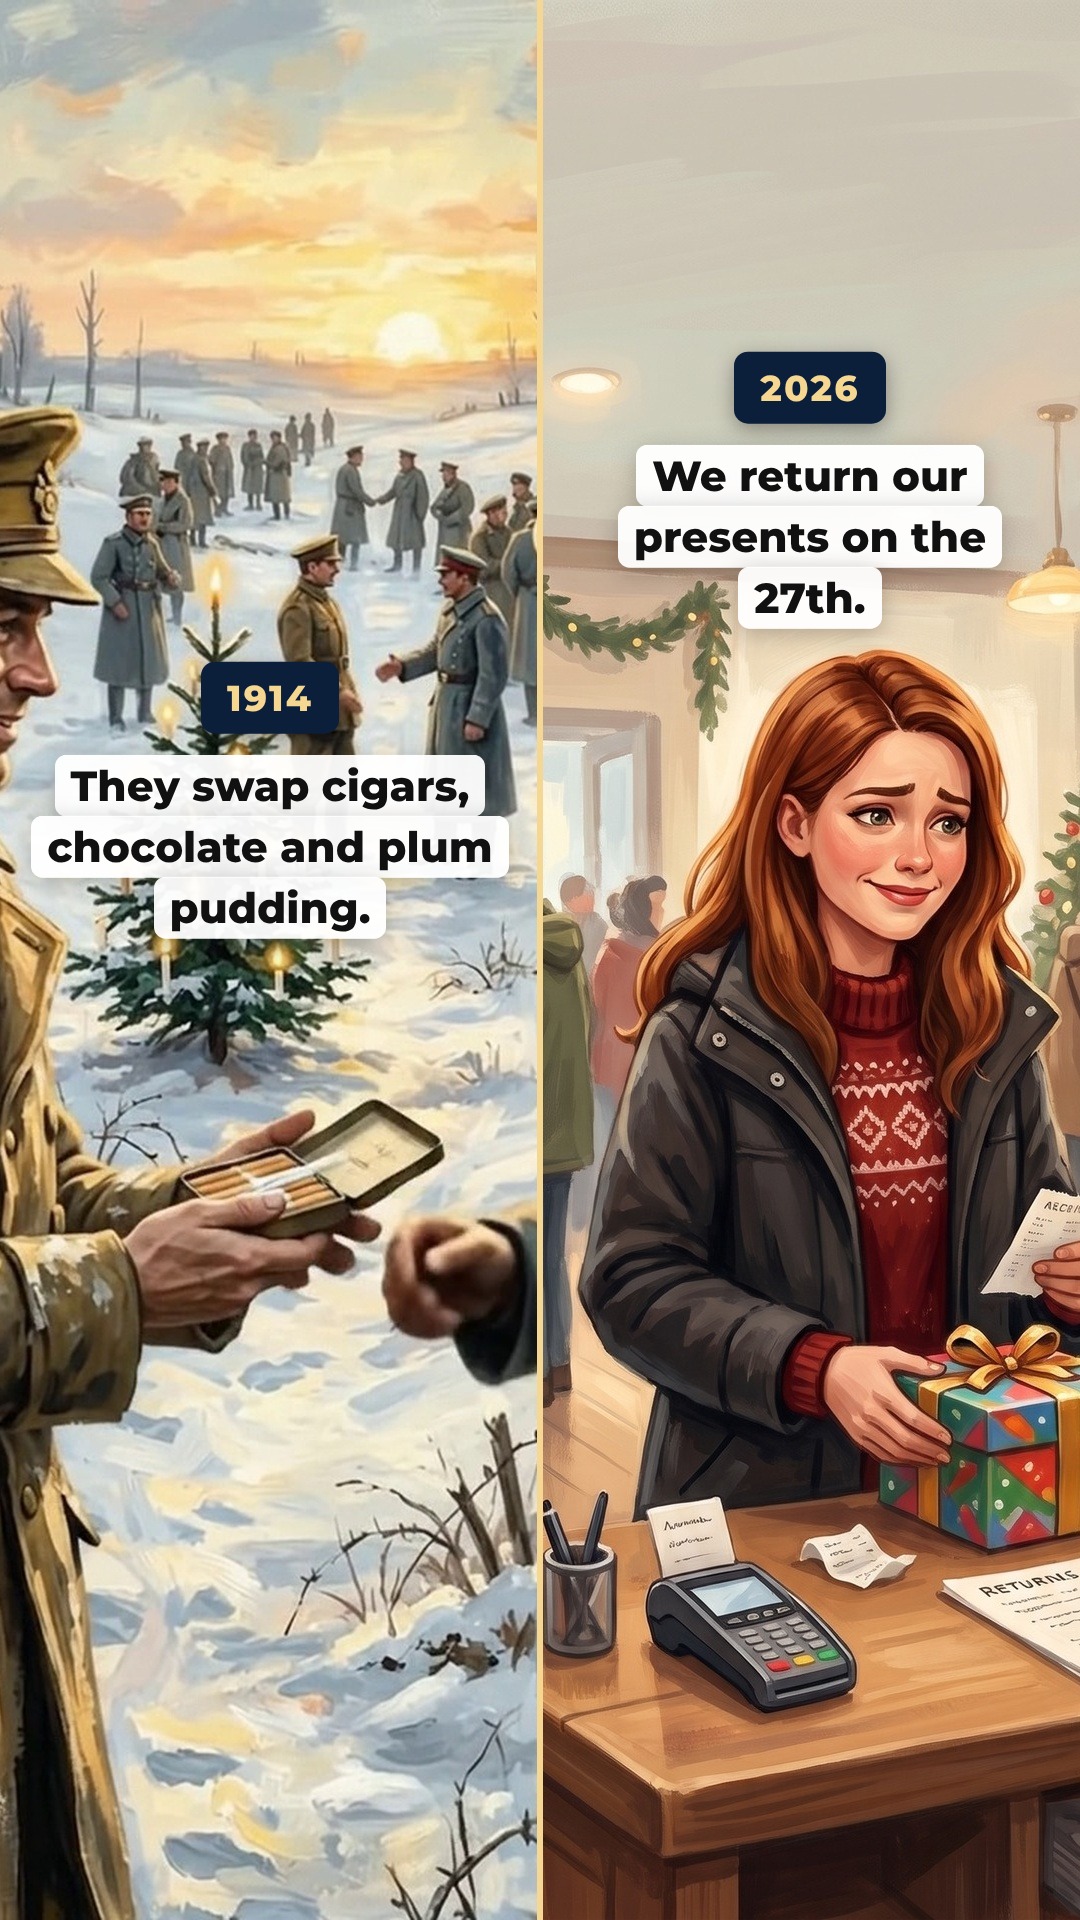 1914
They swap cigars,
chocolate and plum
pudding.
2026
We return our
presents on the
27th.
RETURNS